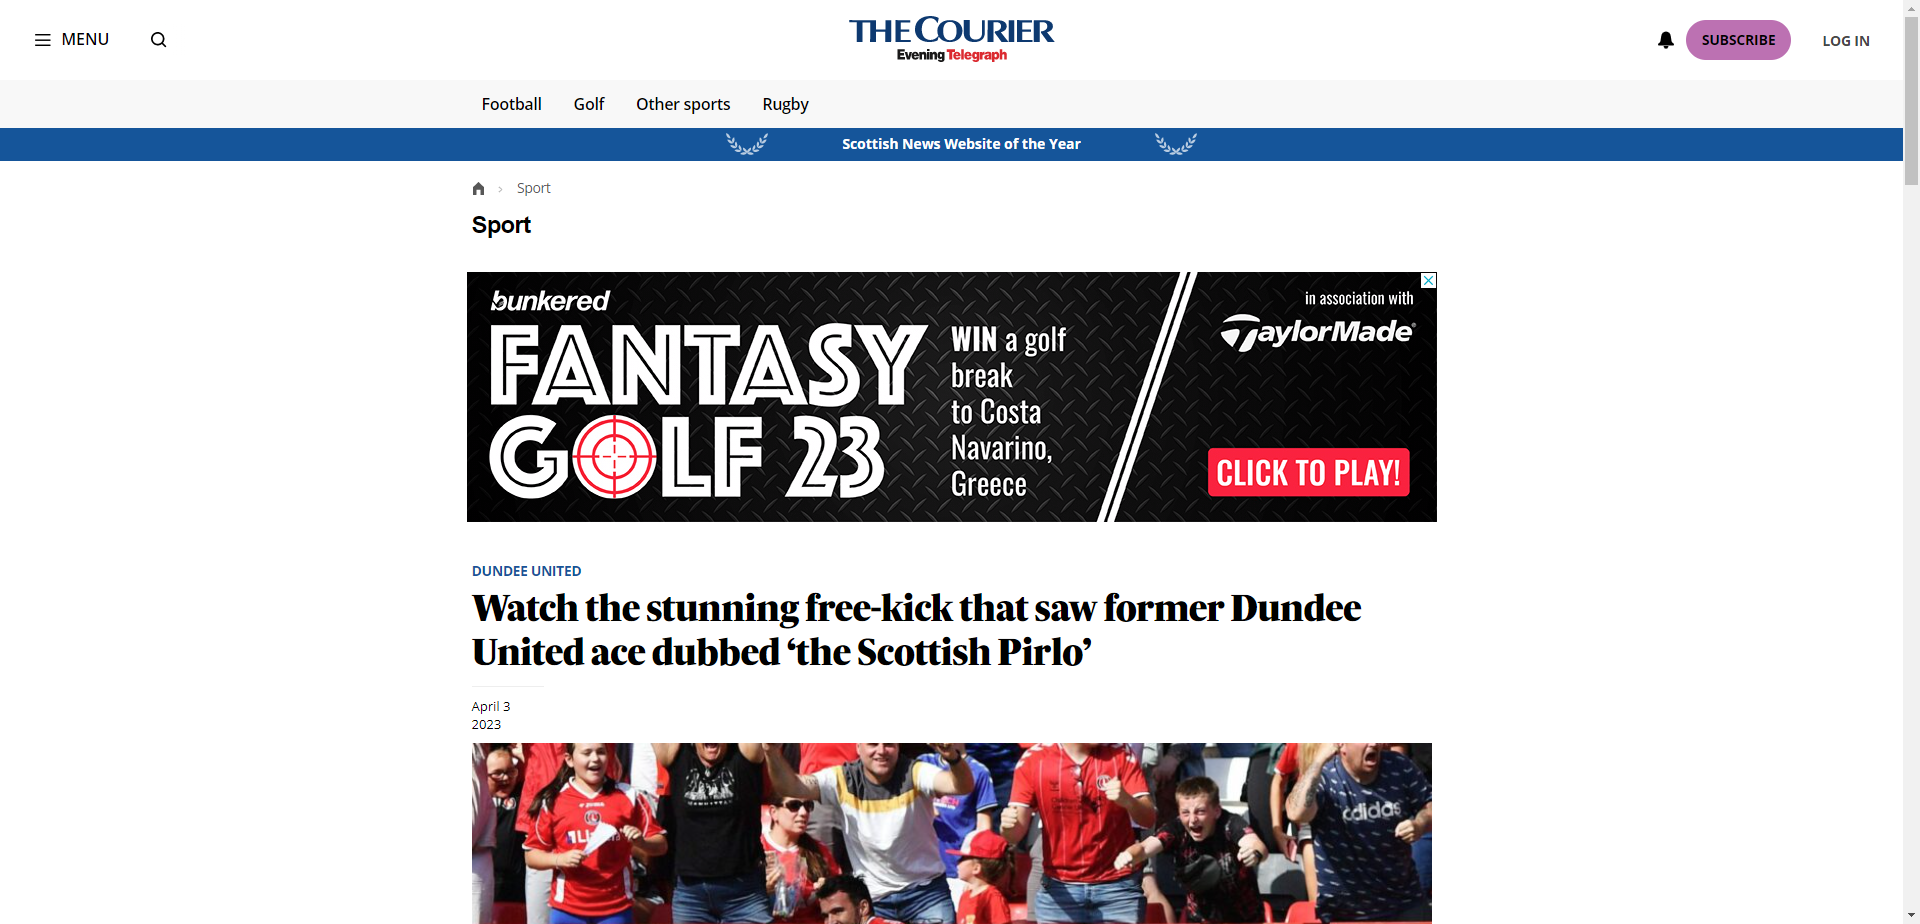 MENU
THE COURIER
Evening Telegraph
SUBSCRIBE
LOG IN
Football
Golf
Other sports
Rugby
Scottish News Website of the Year
Sport
Sport
bunkered
FANTASY
GOLF 23
WIN a golf
break
to Costa
Navarino,
Greece
in association with
TaylorMade
CLICK TO PLAY!
DUNDEE UNITED
Watch the stunning free-kick that saw former Dundee
United ace dubbed ‘the Scottish Pirlo’
April 3
2023
adidas